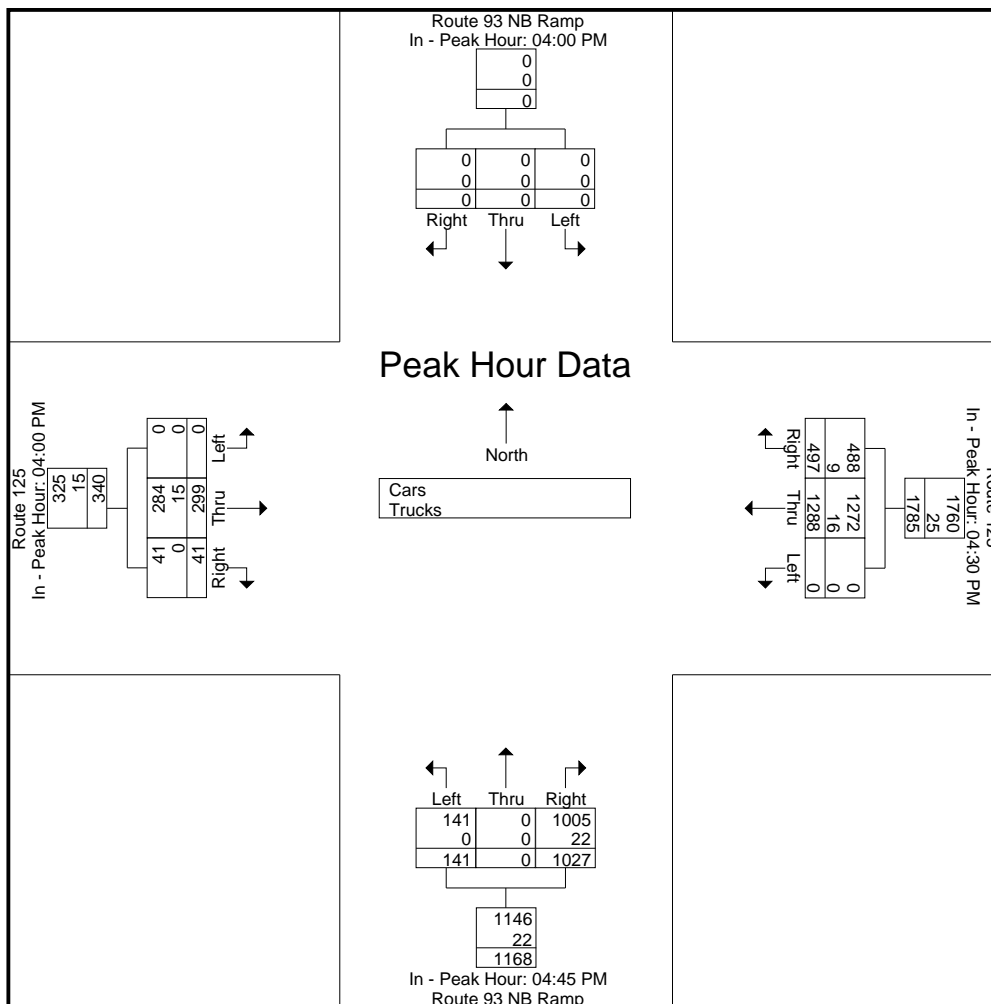 Route 93 NB Ramp
In - Peak Hour: 04:00 PM
0
0
0
0 0 0
0 0 0
0 0 0
Right Thru Left
Peak Hour Data
North
Cars
Trucks
Route 125
In - Peak Hour: 04:00 PM
325
15
340
41 284 0
0 15 0
41 299 0
Right Thru Left
Route
In - Peak Hour: 04:30 PM
1760
25
1785
488 1272 0
9 16 0
497 1288 0
Right Thru Left
Left Thru Right
141 0 1005
0 0 22
141 0 1027
1146
22
1168
In - Peak Hour: 04:45 PM
Route 93 NB Ramp